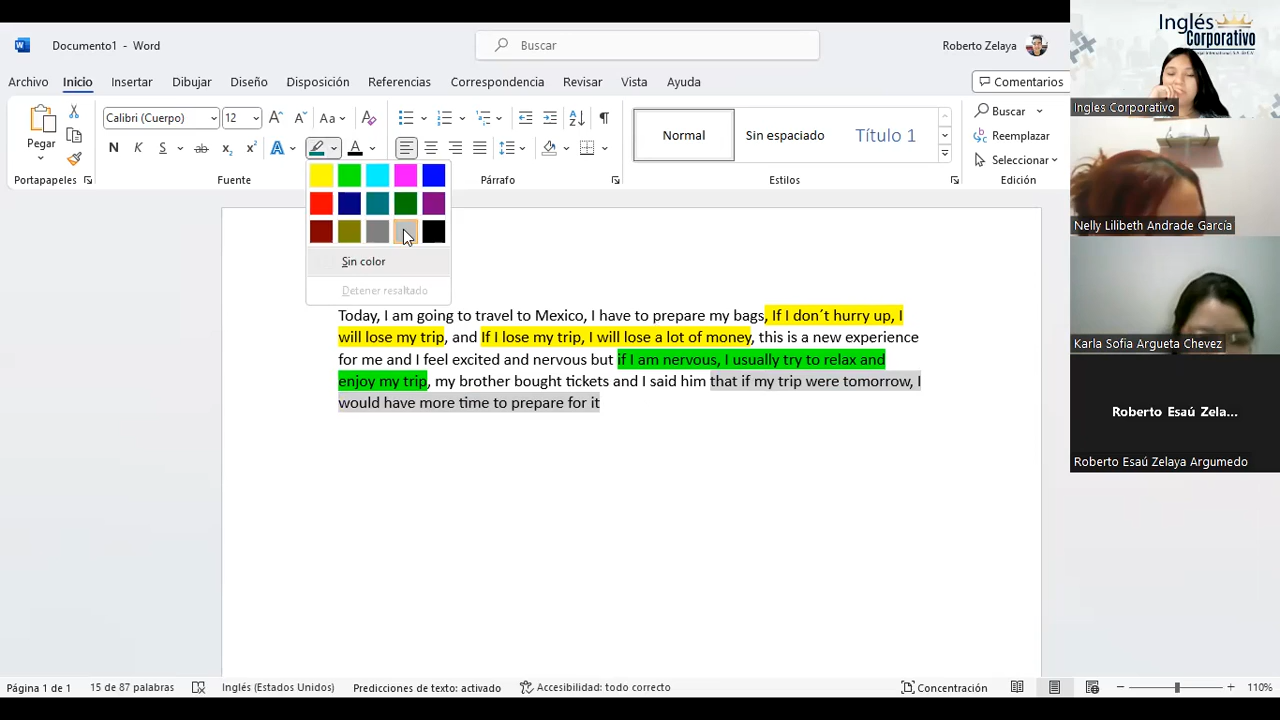 Documento1 - Word
Buscar
Roberto Zelaya
Archivo Inicio Insertar Dibujar Diseño Disposición Referencias Correspondencia Revisar Vista Ayuda
Comentarios
Pegar
Calibri (Cuerpo) 12
Normal
Sin espaciado
Título 1
Buscar
Reemplazar
Seleccionar
Portapapeles
Fuente
Párrafo
Estilos
Edición
Sin color
Detener resaltado
Today, I am going to travel to Mexico, I have to prepare my bags, If I don´t hurry up, I
will lose my trip, and If I lose my trip, I will lose a lot of money, this is a new experience
for me and I feel excited and nervous but if I am nervous, I usually try to relax and
enjoy my trip, my brother bought tickets and I said him that if my trip were tomorrow, I
would have more time to prepare for it
Página 1 de 1
15 de 87 palabras
Inglés (Estados Unidos)
Predicciones de texto: activado
Accesibilidad: todo correcto
Concentración
110%
Inglés
Corporativo
Ingles Corporativo
Nelly Lilibeth Andrade García
Karla Sofia Argueta Chevez
Roberto Esaú Zela...
Roberto Esaú Zelaya Argumedo